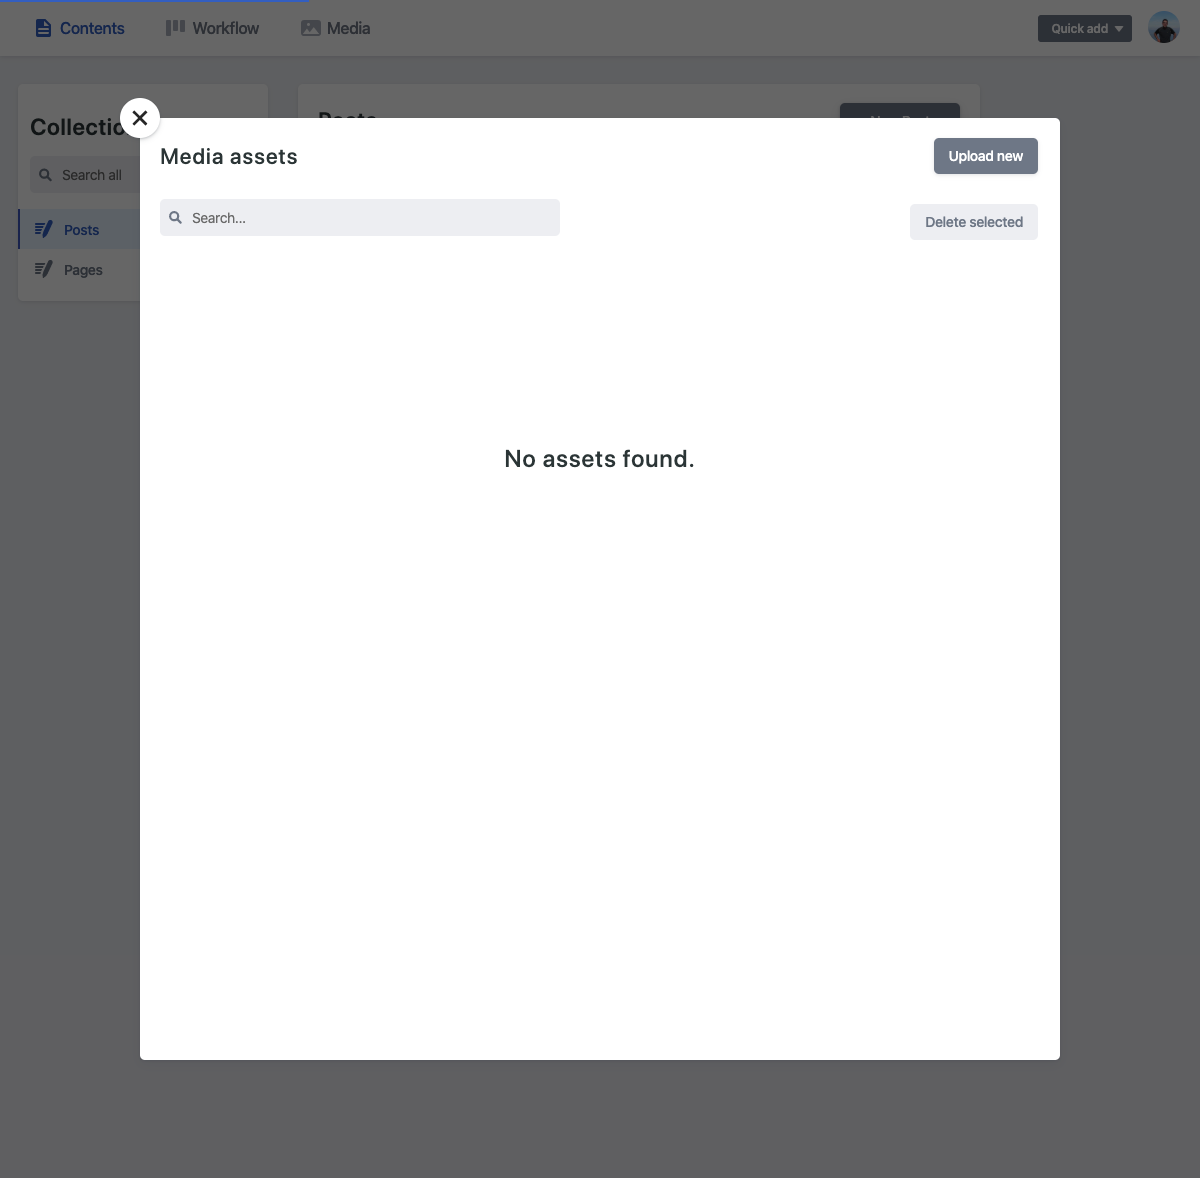 Contents
Workflow
Media
Quick add
Collectio
Posts
Media assets
Upload new
Search all
Search...
Delete selected
Posts
Pages
No assets found.